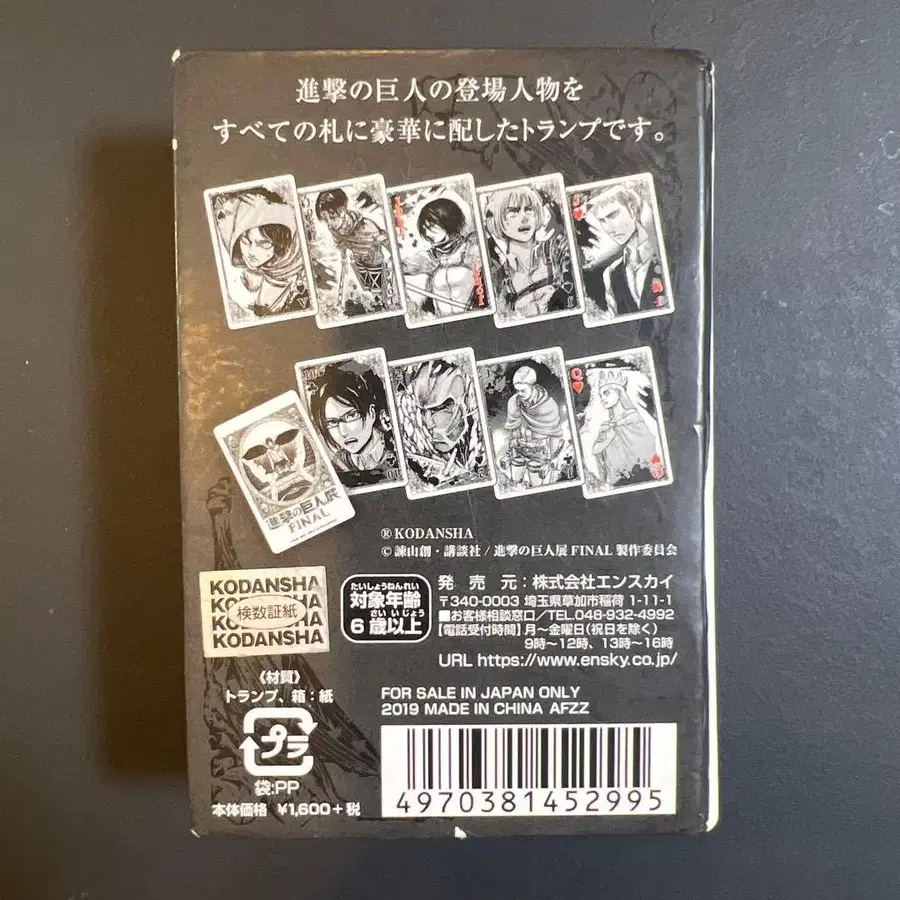 進撃の巨人の登場人物を
すべての札に豪華に配したトランプです。
J
Q
進撃の巨人展
FINAL
®KODANSHA
©諫山創・講談社 / 進撃の巨人展 FINAL 製作委員会
KODANSHA
検数証紙
KODANSHA
たいしょうねんれい
対象年齢
さい いじょう
6 歳以上
発 売 元：株式会社エンスカイ
〒340-0003 埼玉県草加市稲荷 1-11-1
■お客様相談窓口／TEL.048-932-4992
【電話受付時間】月～金曜日(祝日を除く)
9時～12時、13時～16時
URL https://www.ensky.co.jp/
《材質》
トランプ、箱：紙
プラ
袋:PP
本体価格 ¥1,600+税
FOR SALE IN JAPAN ONLY
2019 MADE IN CHINA AFZZ
4970381452995